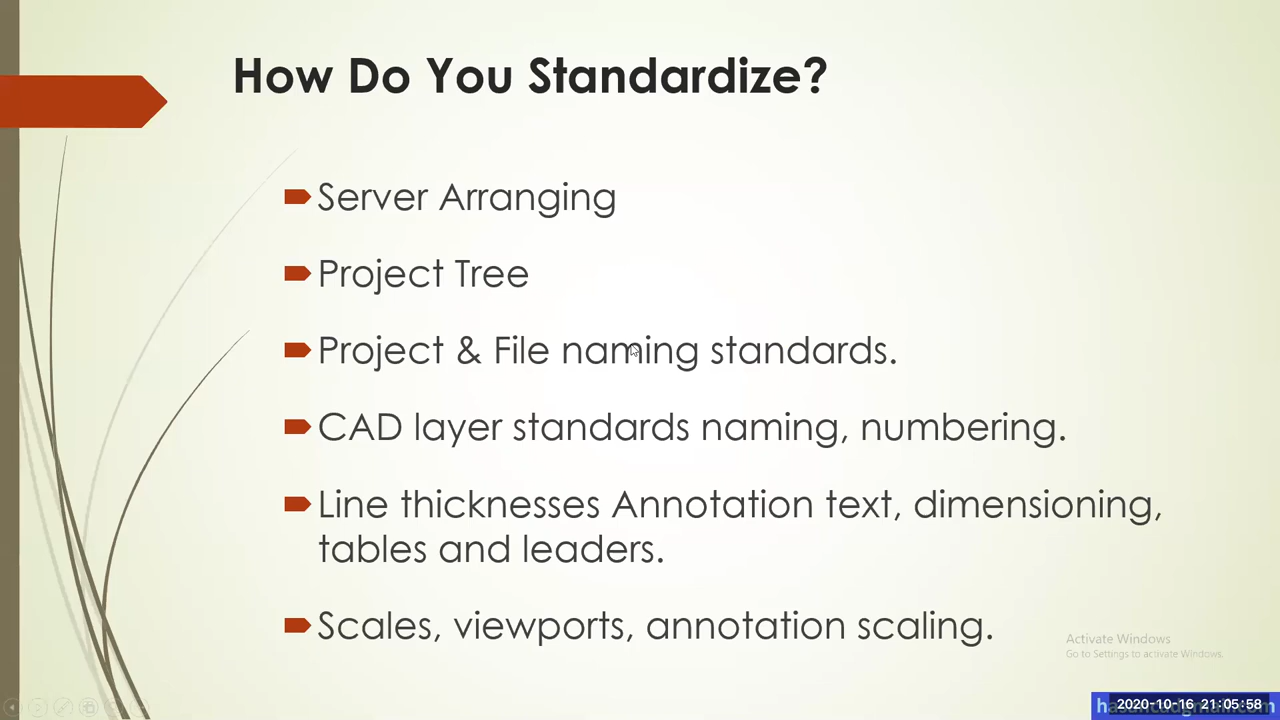 How Do You Standardize?
Server Arranging
Project Tree
Project & File naming standards.
CAD layer standards naming, numbering.
Line thicknesses Annotation text, dimensioning,
tables and leaders.
Scales, viewports, annotation scaling.
Activate Windows
Go to Settings to activate Windows.
2020-10-16 21:05:58